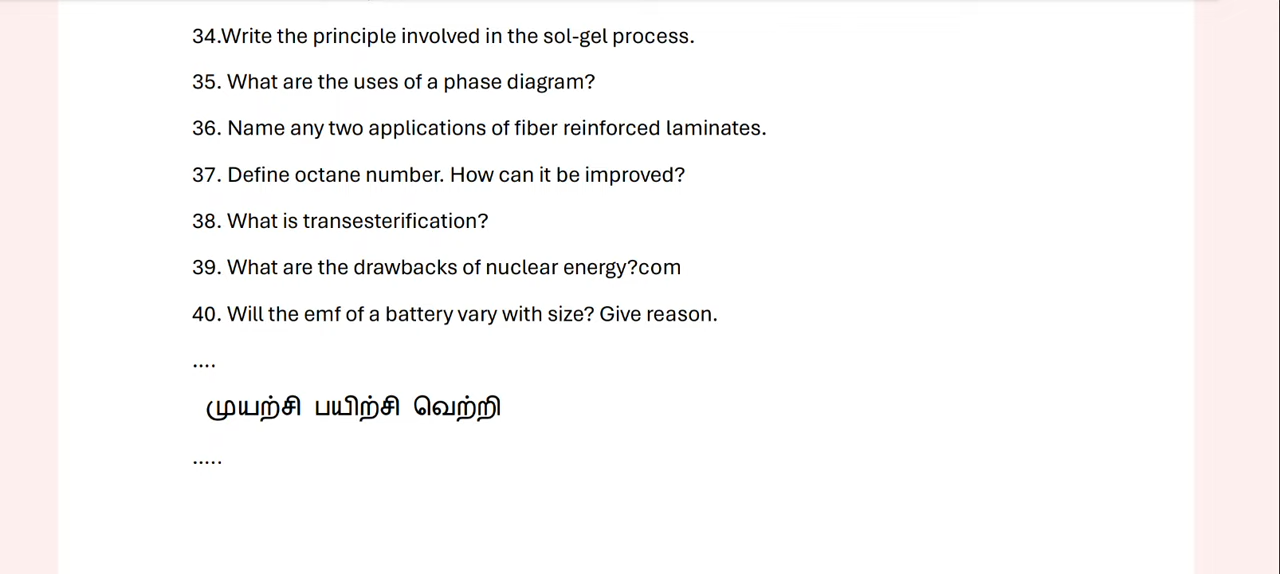 34.Write the principle involved in the sol-gel process.
35. What are the uses of a phase diagram?
36. Name any two applications of fiber reinforced laminates.
37. Define octane number. How can it be improved?
38. What is transesterification?
39. What are the drawbacks of nuclear energy?com
40. Will the emf of a battery vary with size? Give reason.
....
முயற்சி பயிற்சி வெற்றி
.....